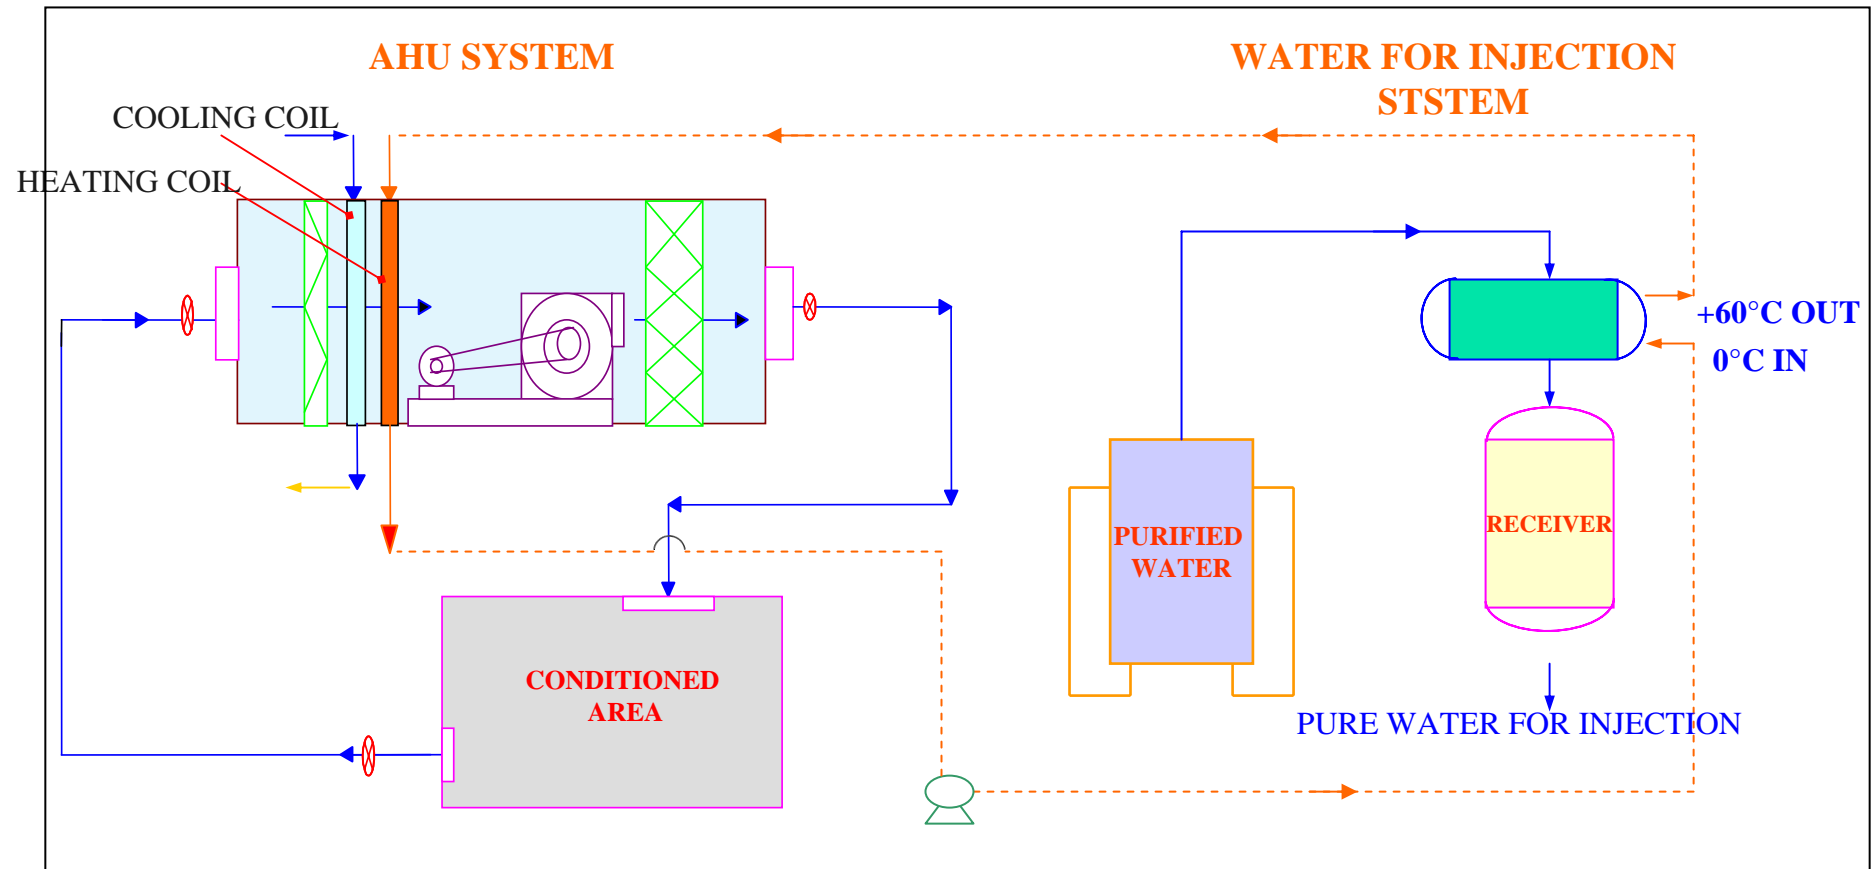 AHU SYSTEM
WATER FOR INJECTION
STSTEM
COOLING COIL
HEATING COIL
+60°C OUT
0°C IN
PURIFIED
WATER
RECEIVER
CONDITIONED
AREA
PURE WATER FOR INJECTION